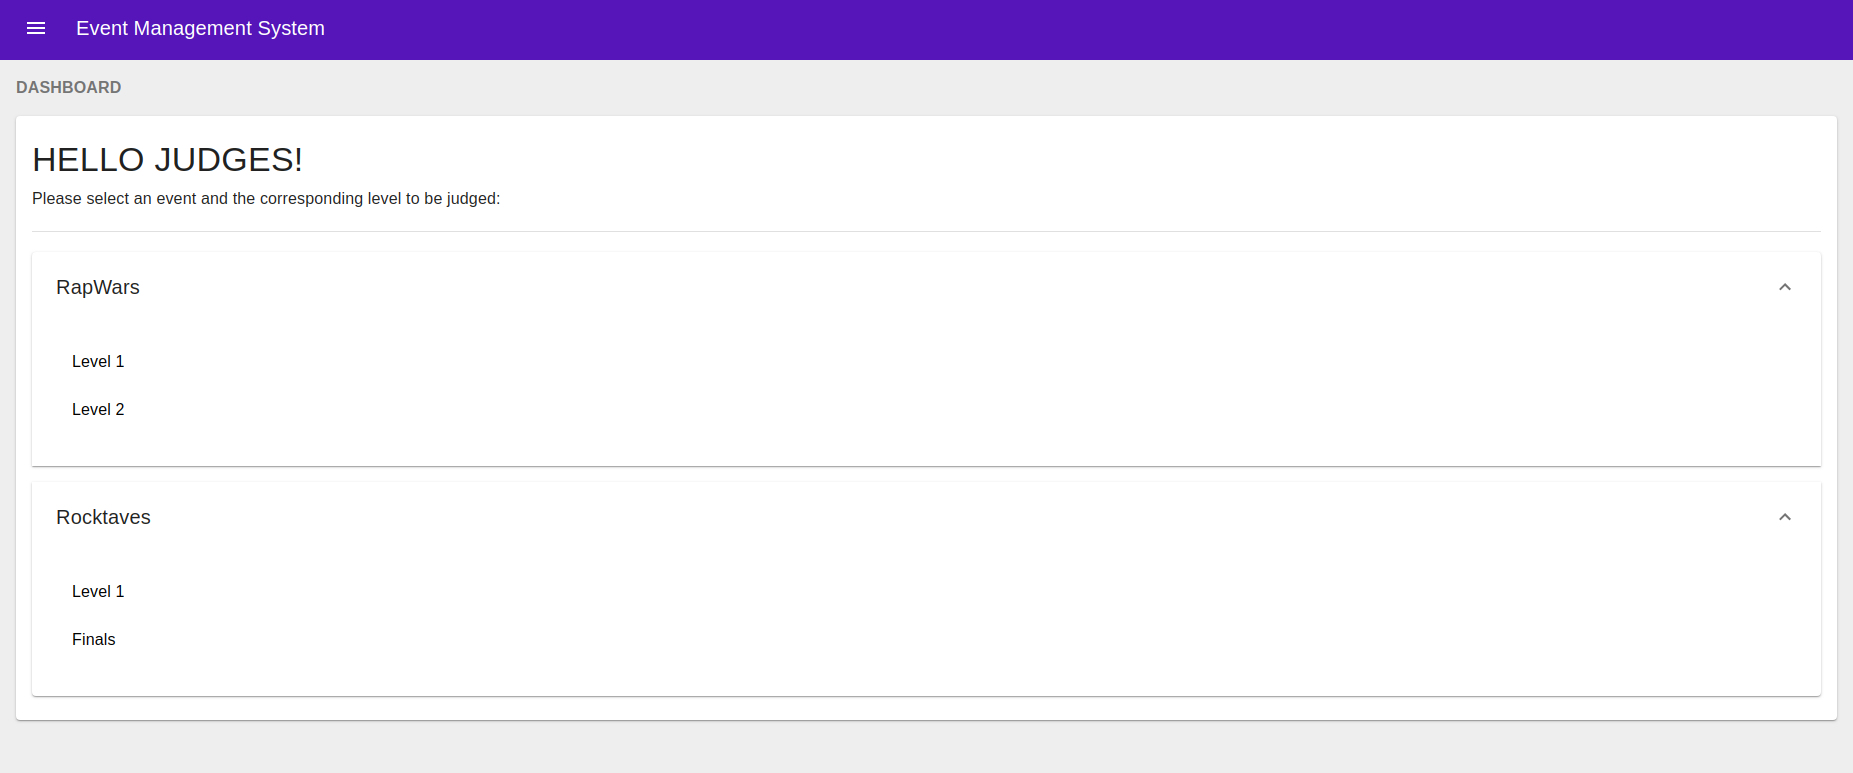 Event Management System
DASHBOARD
HELLO JUDGES!
Please select an event and the corresponding level to be judged:
RapWars
Level 1
Level 2
Rocktaves
Level 1
Finals